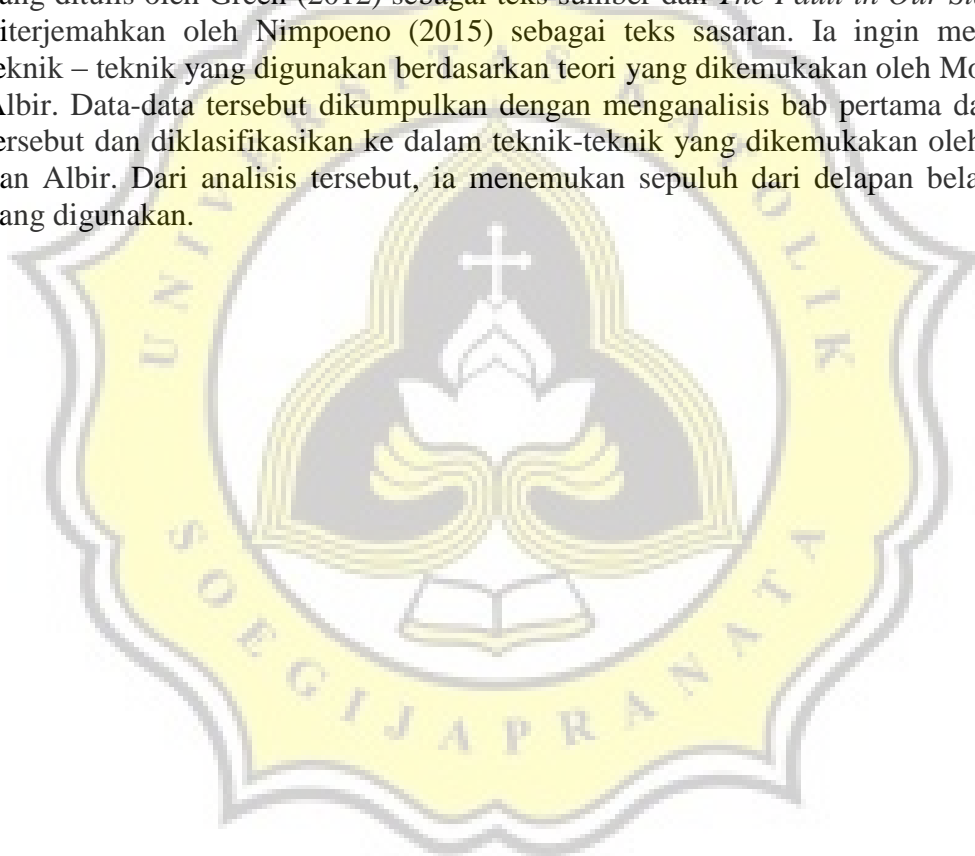 ang ditulis oleh Green (2012) sebagai teks sumber dan The Fault in Our
iterjemahkan oleh Nimpoeno (2015) sebagai teks sasaran. Ia ingin me
eknik – teknik yang digunakan berdasarkan teori yang dikemukakan oleh Mo
Albir. Data-data tersebut dikumpulkan dengan menganalisis bab pertama da
ersebut dan diklasifikasikan ke dalam teknik-teknik yang dikemukakan oleh
an Albir. Dari analisis tersebut, ia menemukan sepuluh dari delapan bela
ang digunakan.
UNIVERSITAS KATOLIK
SOEGIJAPRANATA